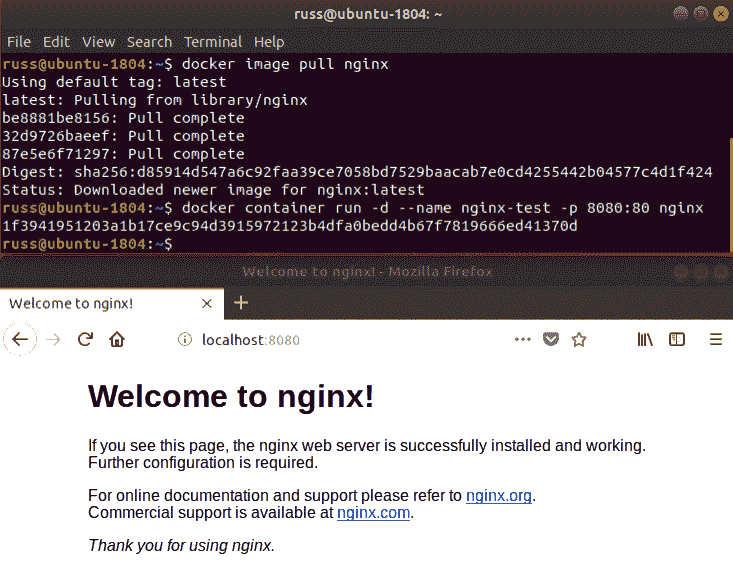 russ@ubuntu-1804: ~
File Edit View Search Terminal Help
russ@ubuntu-1804:~$ docker image pull nginx
Using default tag: latest
latest: Pulling from library/nginx
be8881be8156: Pull complete
32d9726baeef: Pull complete
87e5e6f71297: Pull complete
Digest: sha256:d85914d547a6c92faa39ce7058bd7529baacab7e0cd4255442b04577c4d1f424
Status: Downloaded newer image for nginx:latest
russ@ubuntu-1804:~$ docker container run -d --name nginx-test -p 8080:80 nginx
1f3941951203a1b17ce9c94d3915972123b4dfa0bedd4b67f7819666ed41370d
russ@ubuntu-1804:~$
Welcome to nginx! - Mozilla Firefox
Welcome to nginx!
localhost:8080
Welcome to nginx!
If you see this page, the nginx web server is successfully installed and working.
Further configuration is required.
For online documentation and support please refer to nginx.org.
Commercial support is available at nginx.com.
Thank you for using nginx.